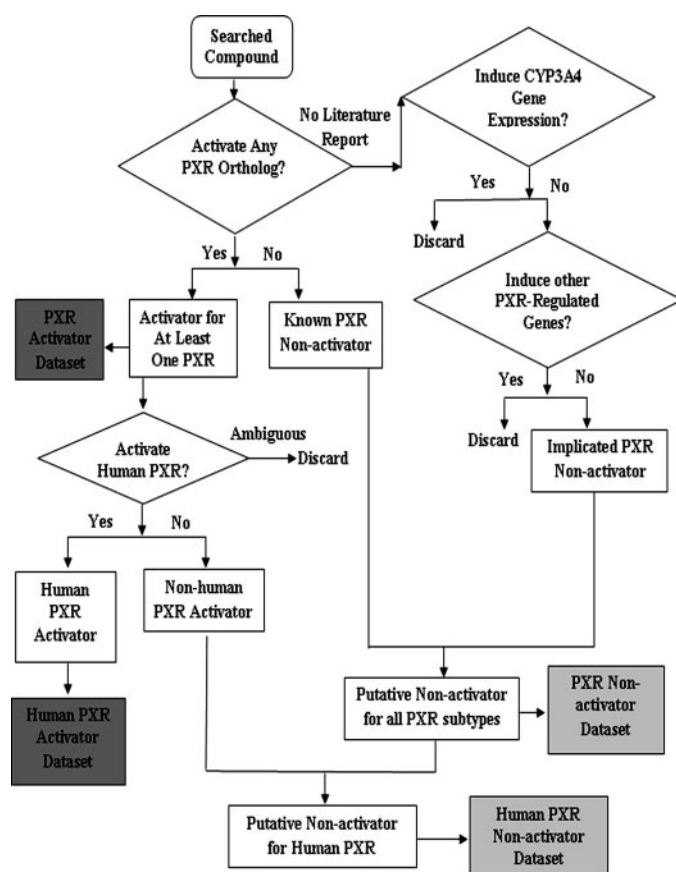 Searched
Compound
Induce CYP3A4
Gene
Expression?
No Literature
Report
Activate Any
PXR Ortholog?
Yes
No
Discard
Yes
No
Induce other
PXR-Regulated
Genes?
PXR
Activator
Dataset
Activator for
At Least
One PXR
Known PXR
Non-activator
Yes
No
Discard
Implicated PXR
Non-activator
Activate
Human PXR?
Ambiguous
Discard
Yes
No
Human
PXR
Activator
Non-human
PXR Activator
Putative Non-activator
for all PXR subtypes
PXR Non-
activator
Dataset
Human PXR
Activator
Dataset
Putative Non-activator
for Human PXR
Human PXR
Non-activator
Dataset